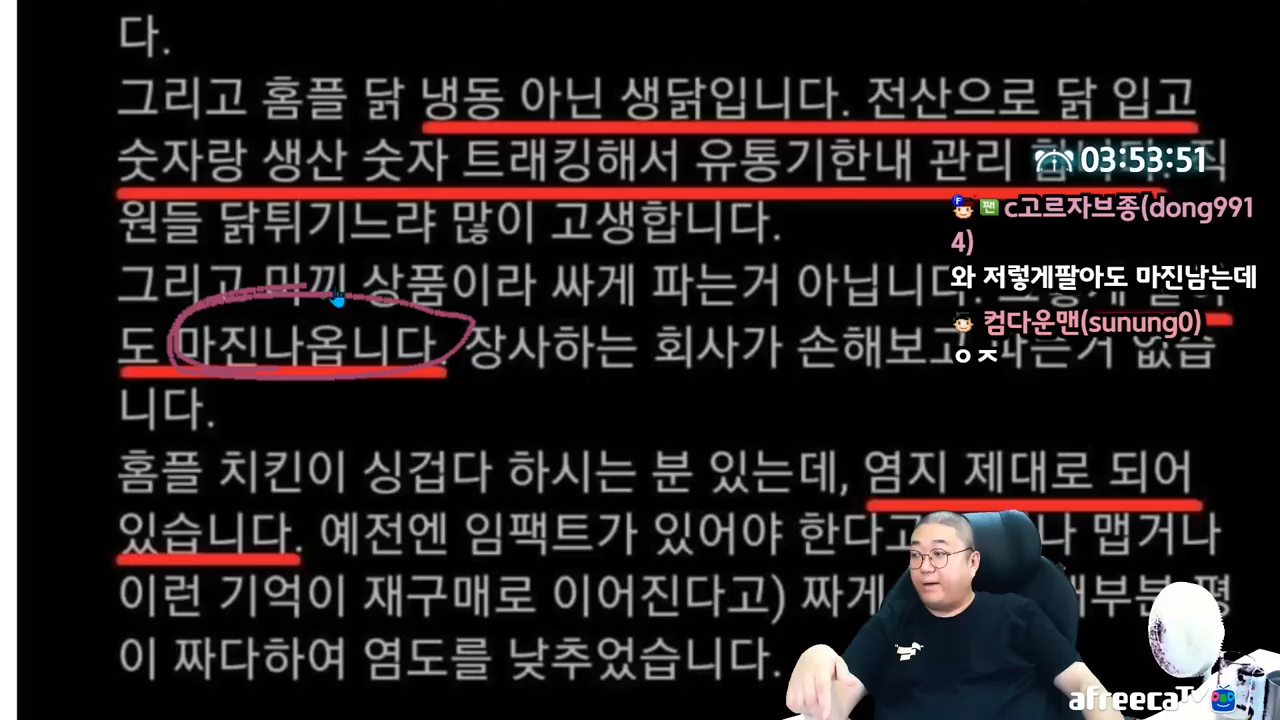 다.
그리고 홈플 닭 냉동 아닌 생닭입니다. 전산으로 닭 입고
숫자랑 생산 숫자 트래킹해서 유통기한내 관리
원들 닭튀기느랴 많이 고생합니다.
그리고 미끼 상품이라 싸게 파는거 아닙니다.
도 마진나옵니다. 장사하는 회사가 손해보고 파는거 없습
니다.
홈플 치킨이 싱겁다 하시는 분 있는데, 염지 제대로 되어
있습니다. 예전엔 임팩트가 있어야 한다고 맵거나
이런 기억이 재구매로 이어진다고) 짜게
이 짜다하여 염도를 낮추었습니다.
03:53:51
F 팬 c고르자브종(dong991
4)
와 저렇게팔아도 마진남는데
컴다운맨(sunung0)
ㅇㅈ
afreecaTV